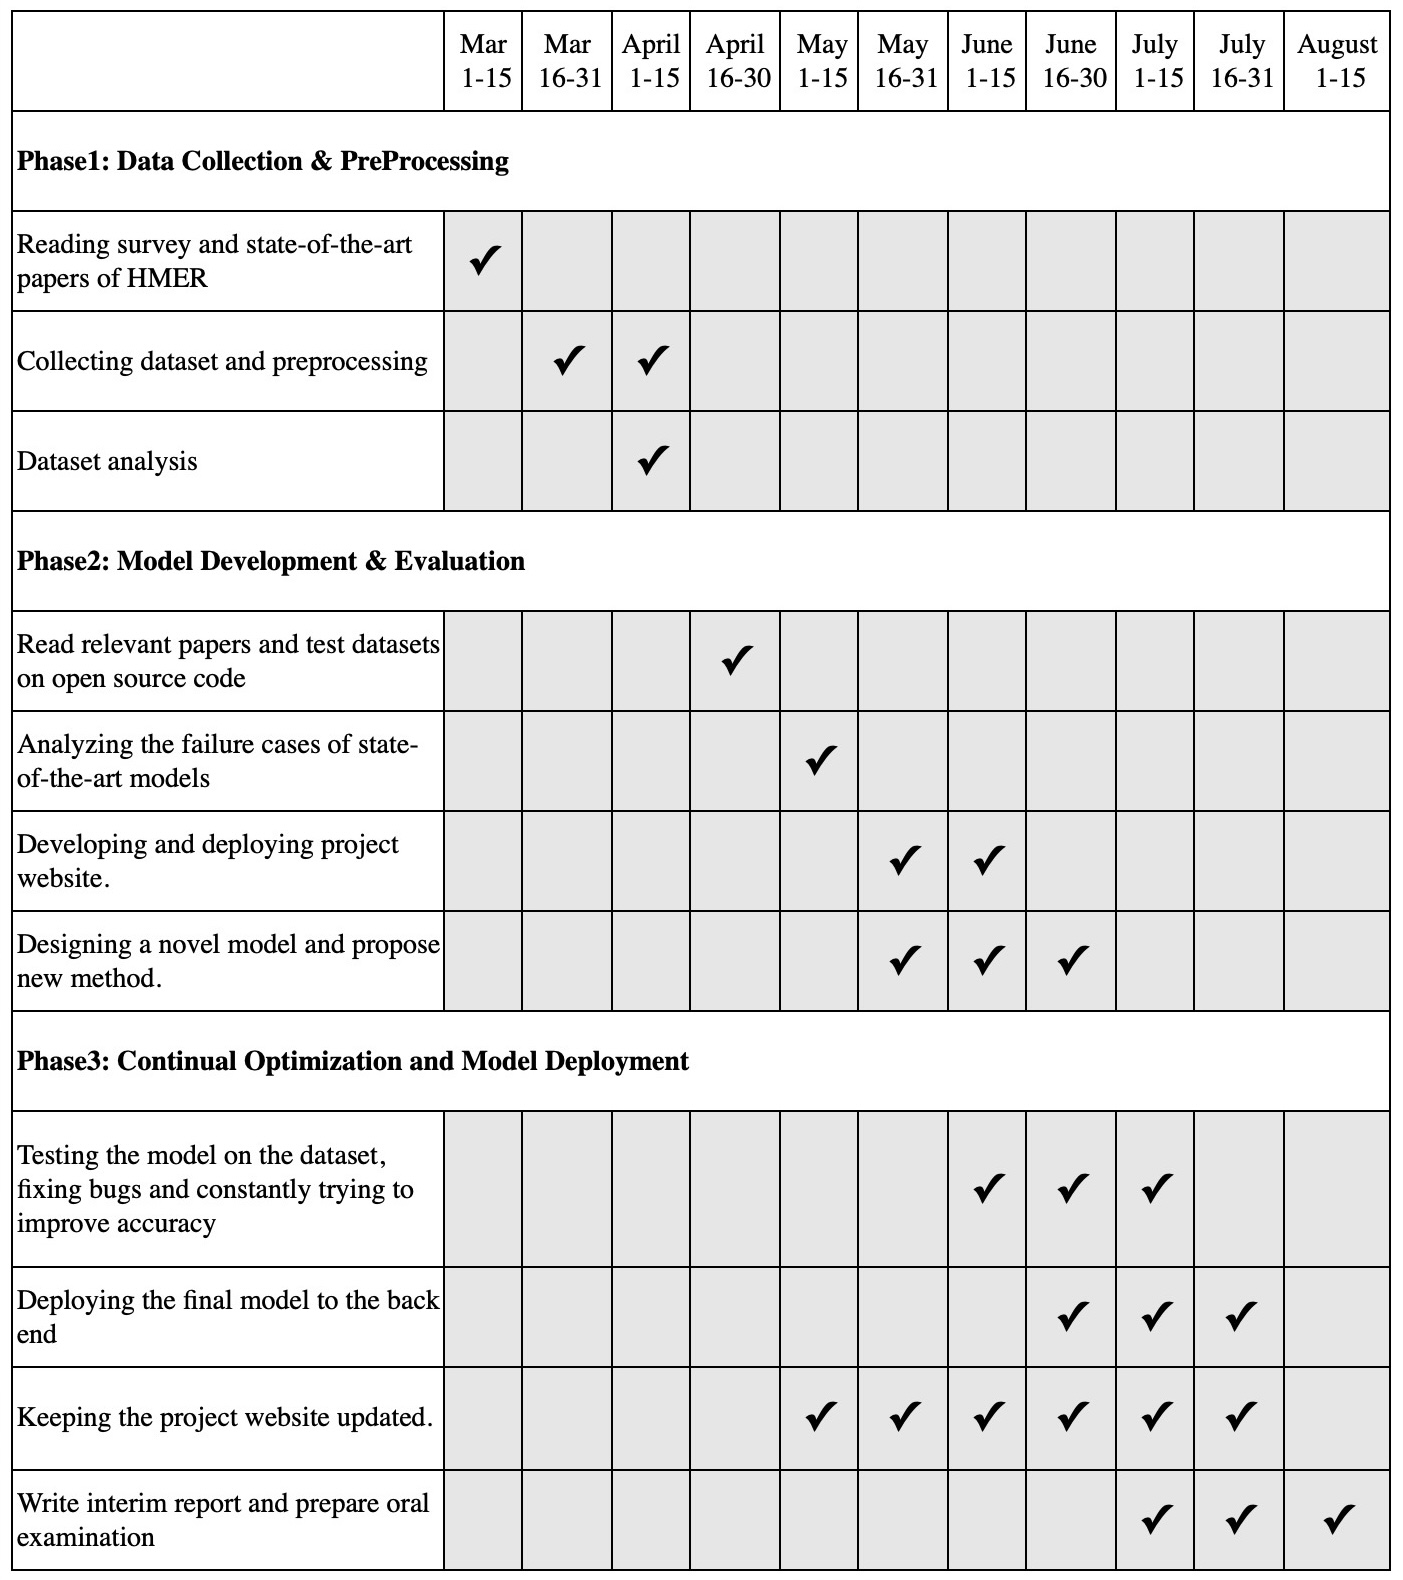 Mar 1-15 Mar 16-31 April 1-15 April 16-30 May 1-15 May 16-31 June 1-15 June 16-30 July 1-15 July 16-31 August 1-15
Phase1: Data Collection & PreProcessing
Reading survey and state-of-the-art
papers of HMER ✓
Collecting dataset and preprocessing ✓ ✓
Dataset analysis ✓
Phase2: Model Development & Evaluation
Read relevant papers and test datasets
on open source code ✓
Analyzing the failure cases of state-
of-the-art models ✓
Developing and deploying project
website. ✓ ✓
Designing a novel model and propose
new method. ✓ ✓ ✓
Phase3: Continual Optimization and Model Deployment
Testing the model on the dataset,
fixing bugs and constantly trying to
improve accuracy ✓ ✓ ✓
Deploying the final model to the back
end ✓ ✓ ✓
Keeping the project website updated. ✓ ✓ ✓ ✓ ✓ ✓
Write interim report and prepare oral
examination ✓ ✓ ✓